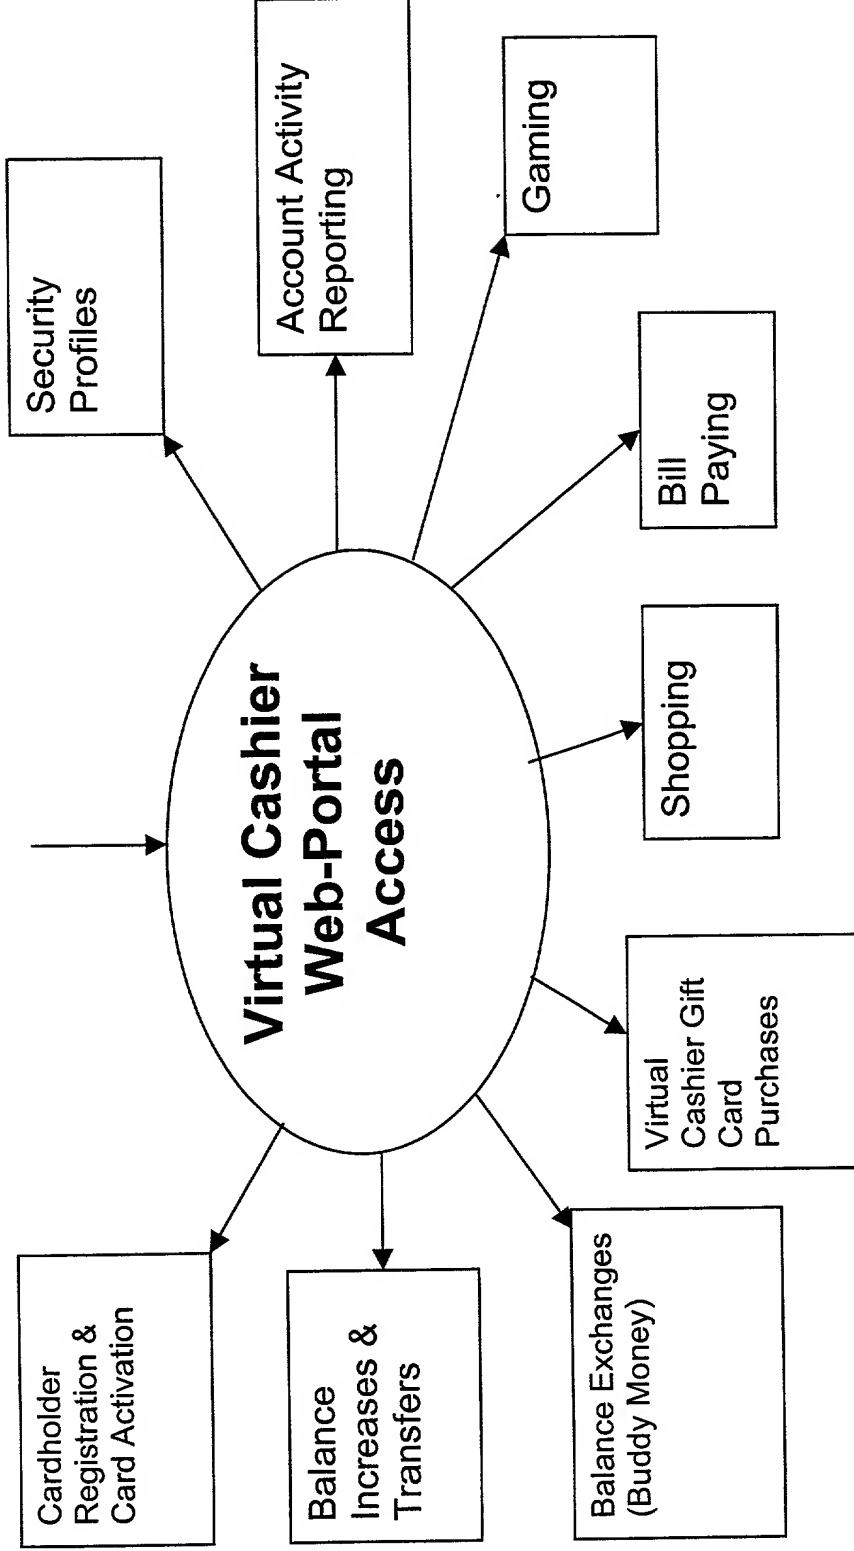 Cardholder
Registration &
Card Activation
Security
Profiles
Virtual Cashier
Web-Portal
Access
Balance
Increases &
Transfers
Account Activity
Reporting
Balance Exchanges
(Buddy Money)
Virtual
Cashier Gift
Card
Purchases
Shopping
Bill
Paying
Gaming